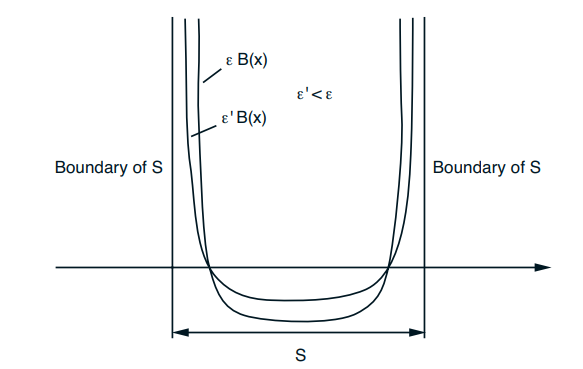 ε B(x)
ε' < ε
ε' B(x)
Boundary of S
Boundary of S
S